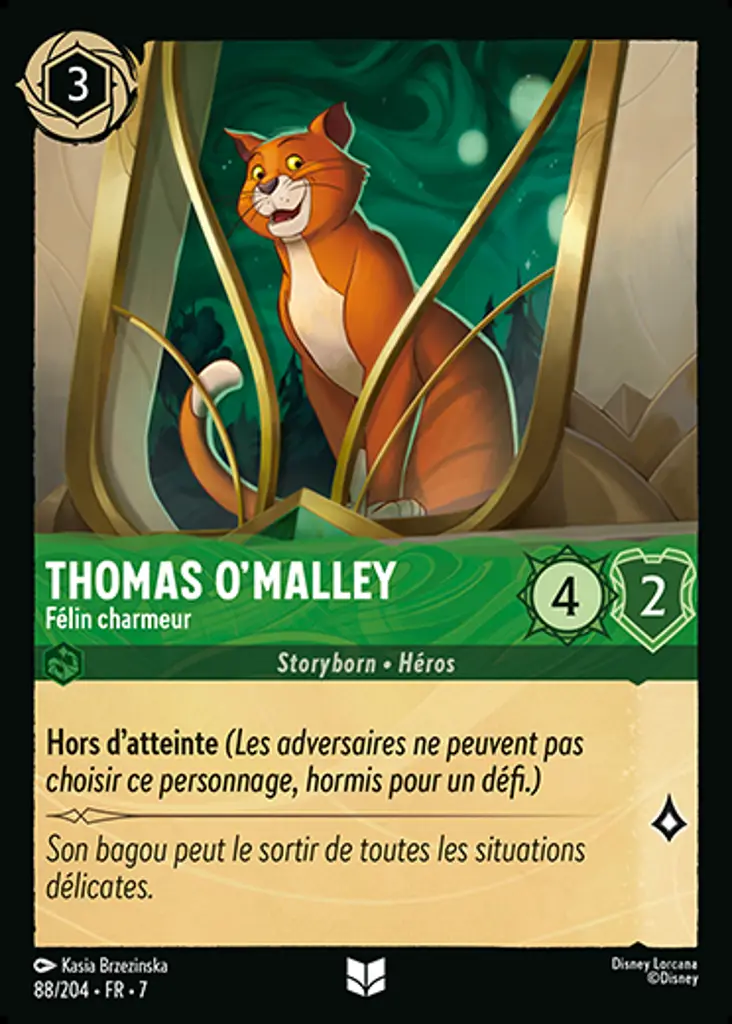 3
THOMAS O'MALLEY
Félin charmeur
4
2
Storyborn • Héros
Hors d'atteinte (Les adversaires ne peuvent pas
choisir ce personnage, hormis pour un défi.)
Son bagou peut le sortir de toutes les situations
délicates.
Kasia Brzezinska
88/204 • FR • 7
Disney Lorcana
©Disney